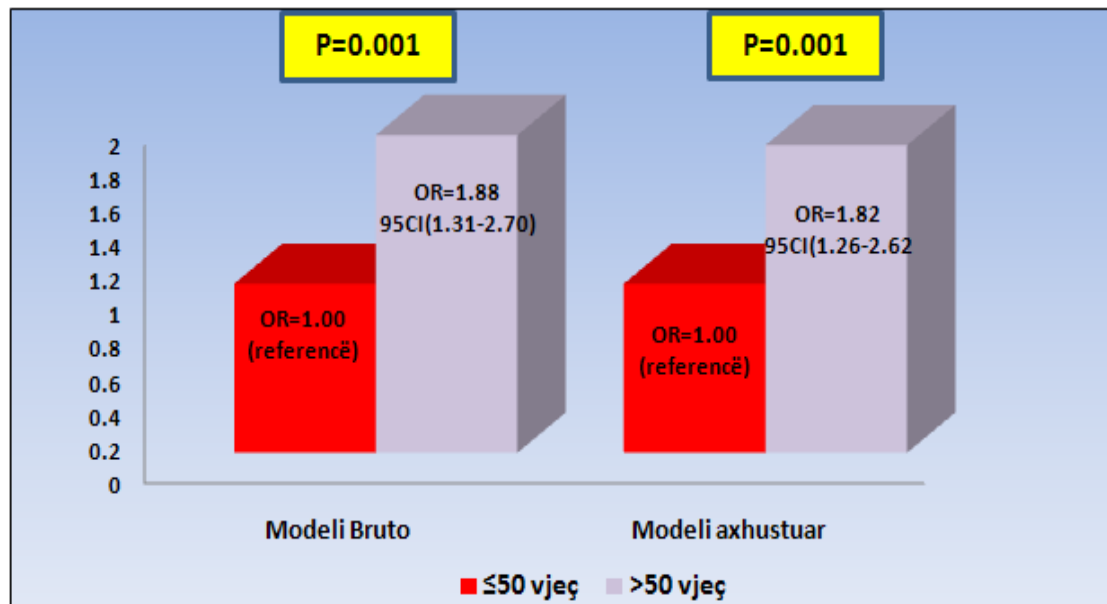 P=0.001
P=0.001
2
1.8
1.6
1.4
1.2
1
0.8
0.6
0.4
0.2
0
OR=1.88
95CI(1.31-2.70)
OR=1.82
95CI(1.26-2.62
OR=1.00
(referencë)
OR=1.00
(referencë)
Modeli Bruto
Modeli axhustuar
≤50 vjeç
>50 vjeç